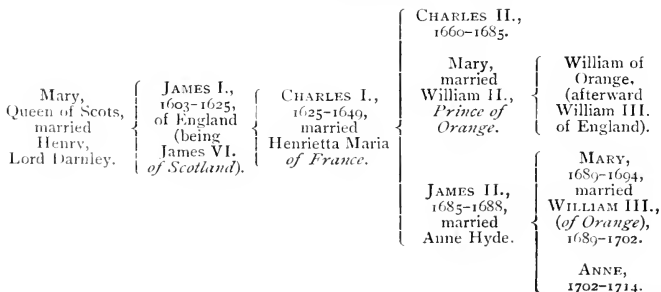 Mary,
Queen of Scots,
married
Henry,
Lord Darnley.
JAMES I.,
1603–1625,
of England
(being
James VI.
of Scotland).
CHARLES I.,
1625–1649,
married
Henrietta Maria
of France.
CHARLES II.,
1660–1685.
Mary,
married
William II.,
Prince of
Orange.
William of
Orange,
(afterward
William III.
of England).
JAMES II.,
1685–1688,
married
Anne Hyde.
MARY,
1689–1694,
married
WILLIAM III.,
(of Orange),
1689–1702.
ANNE,
1702–1714.